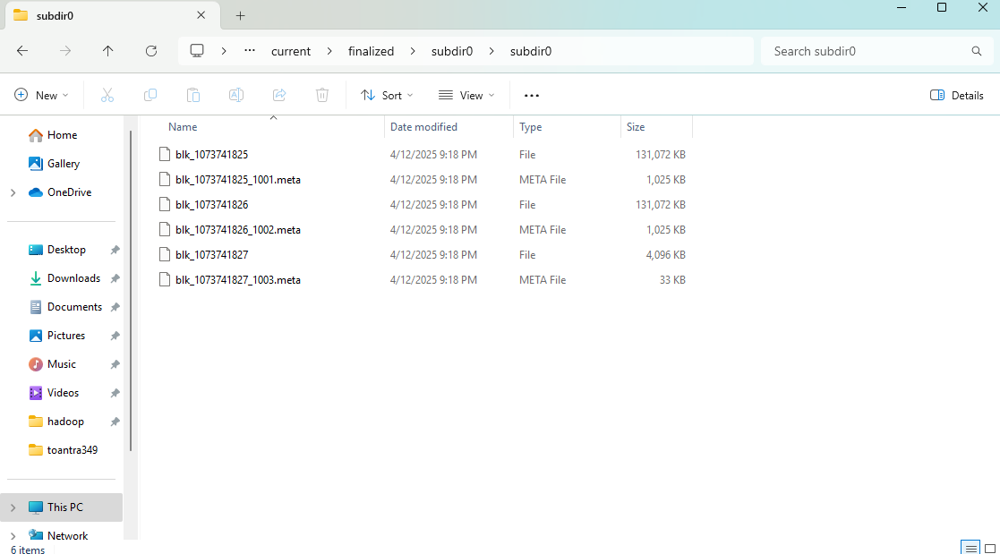 subdir0
current finalized subdir0 subdir0 Search subdir0
New Sort View Details
Home
Gallery
OneDrive
Desktop
Downloads
Documents
Pictures
Music
Videos
hadoop
toantra349
This PC
Network
Name Date modified Type Size
blk_1073741825 4/12/2025 9:18 PM File 131,072 KB
blk_1073741825_1001.meta 4/12/2025 9:18 PM META File 1,025 KB
blk_1073741826 4/12/2025 9:18 PM File 131,072 KB
blk_1073741826_1002.meta 4/12/2025 9:18 PM META File 1,025 KB
blk_1073741827 4/12/2025 9:18 PM File 4,096 KB
blk_1073741827_1003.meta 4/12/2025 9:18 PM META File 33 KB
6 items